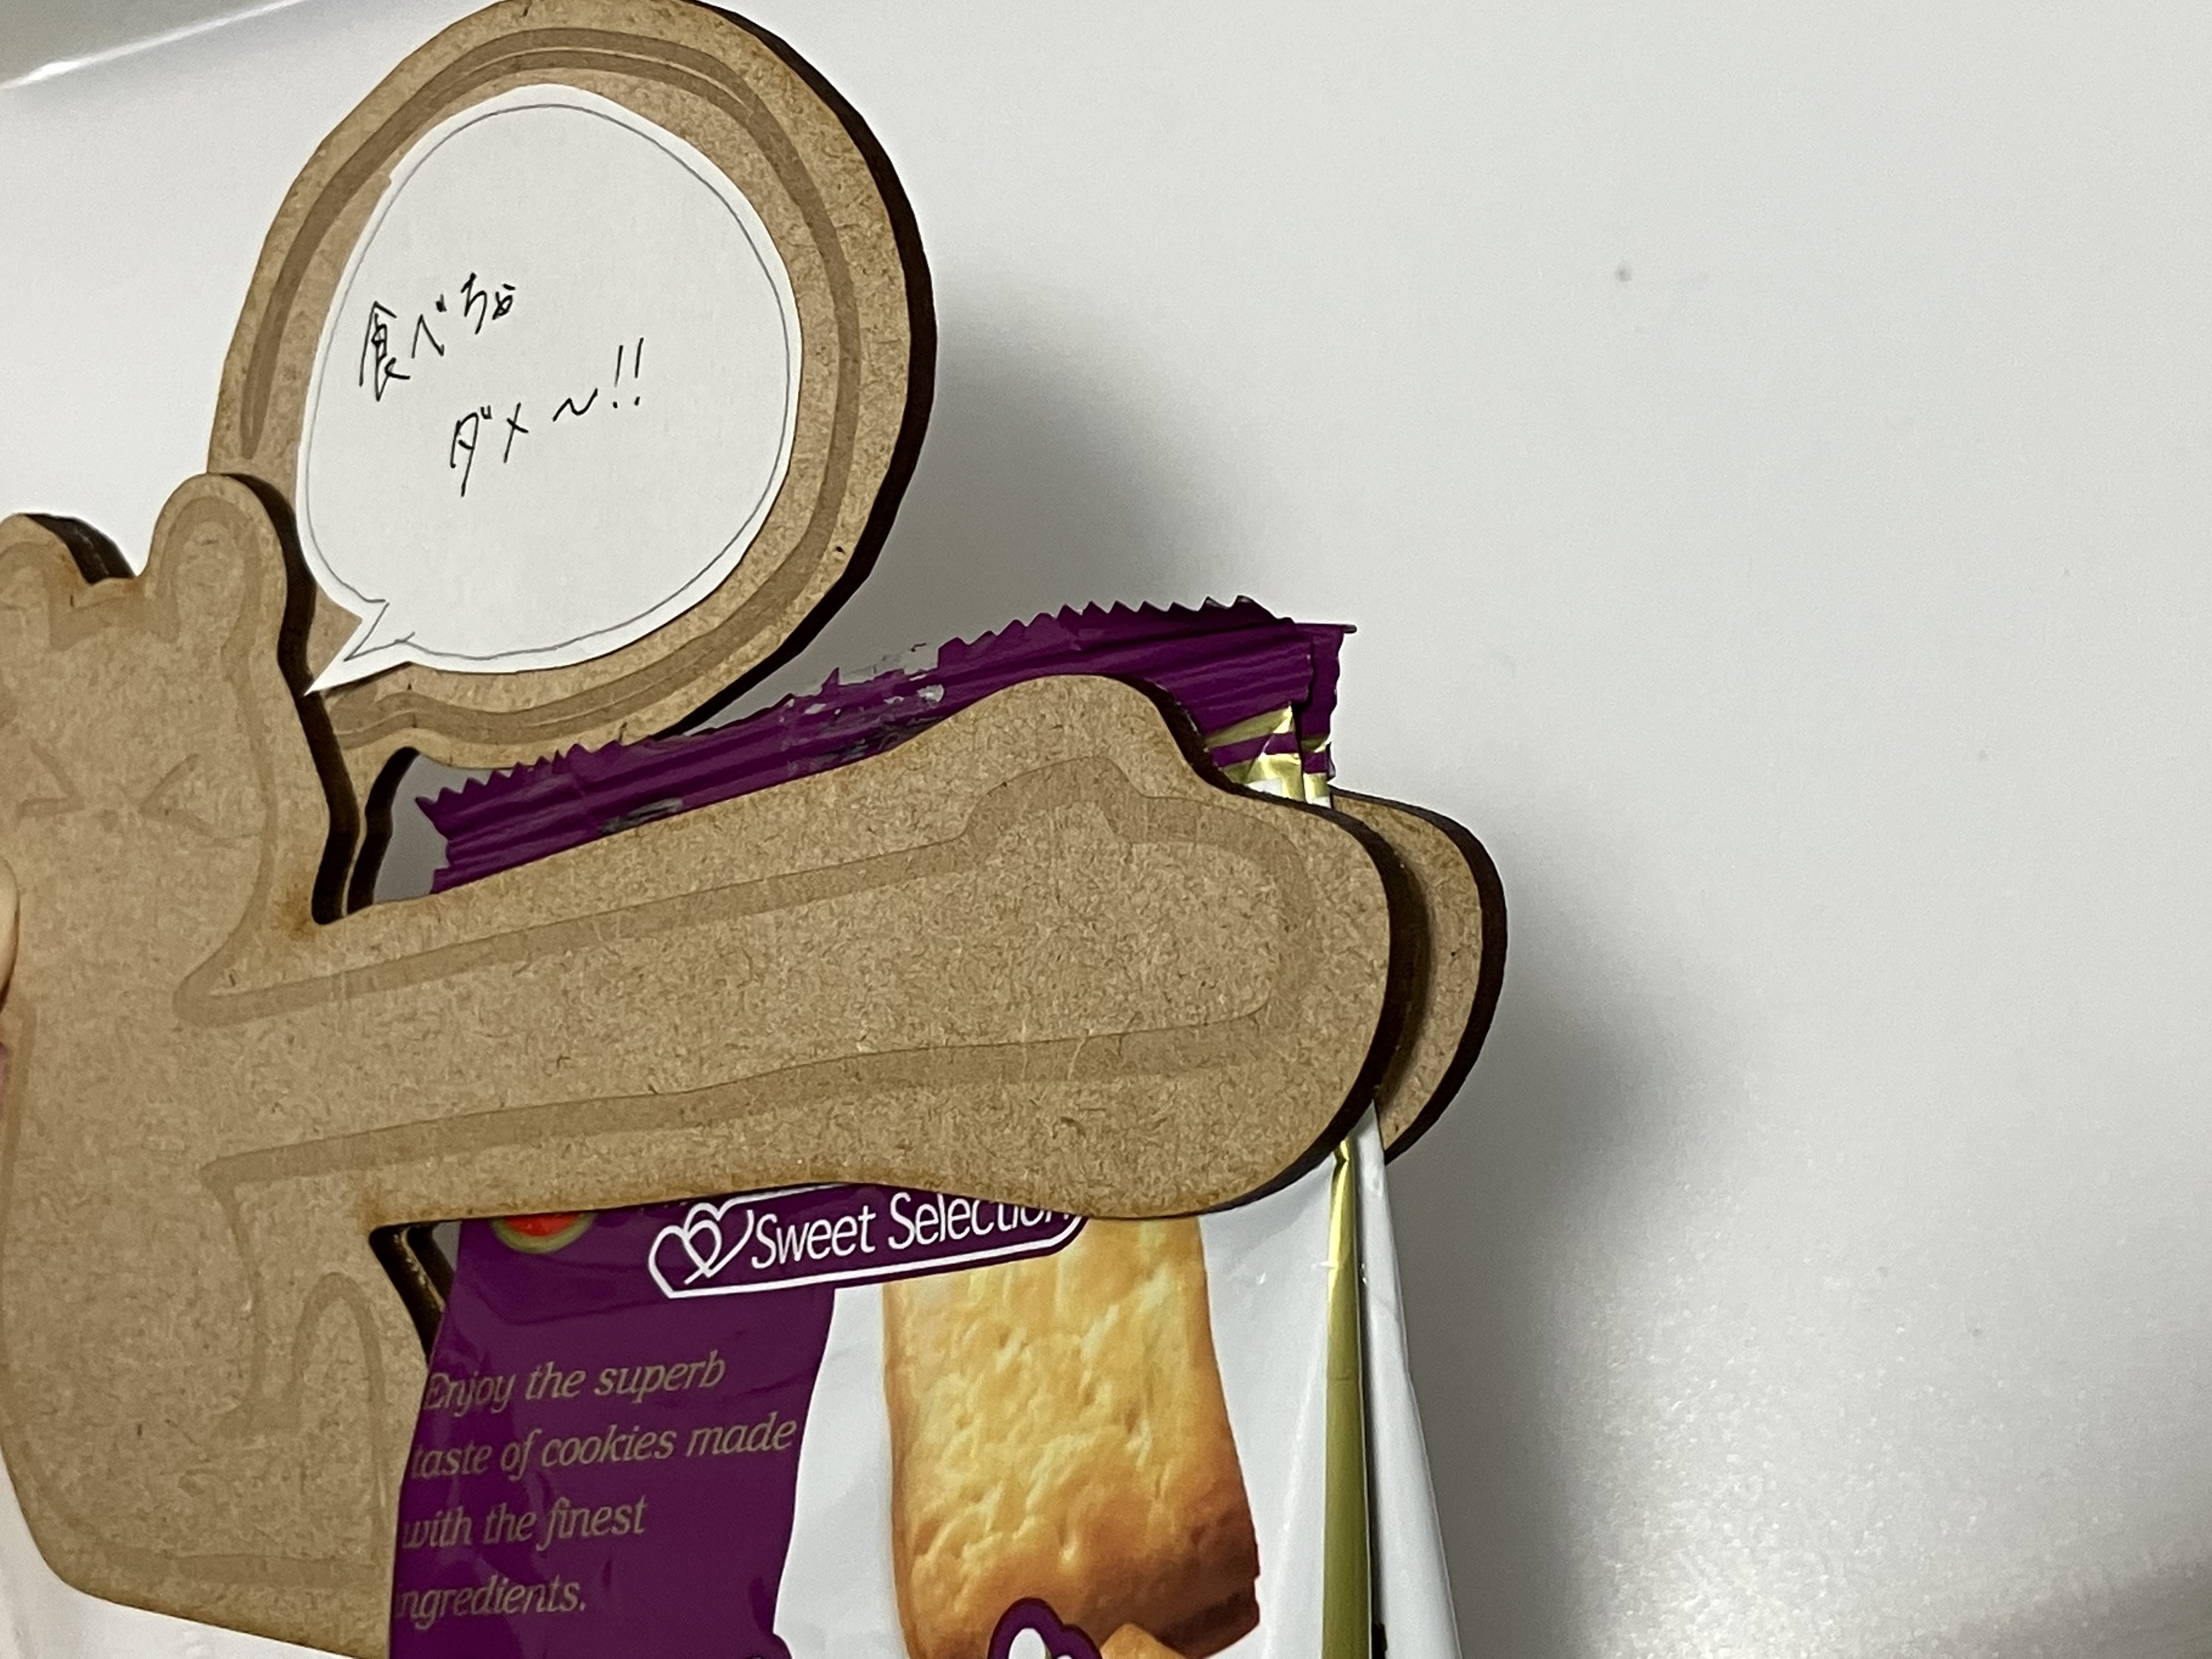 食べちゃ
ダメ〜!!
Sweet Selection
Enjoy the superb
taste of cookies made
with the finest
ingredients.